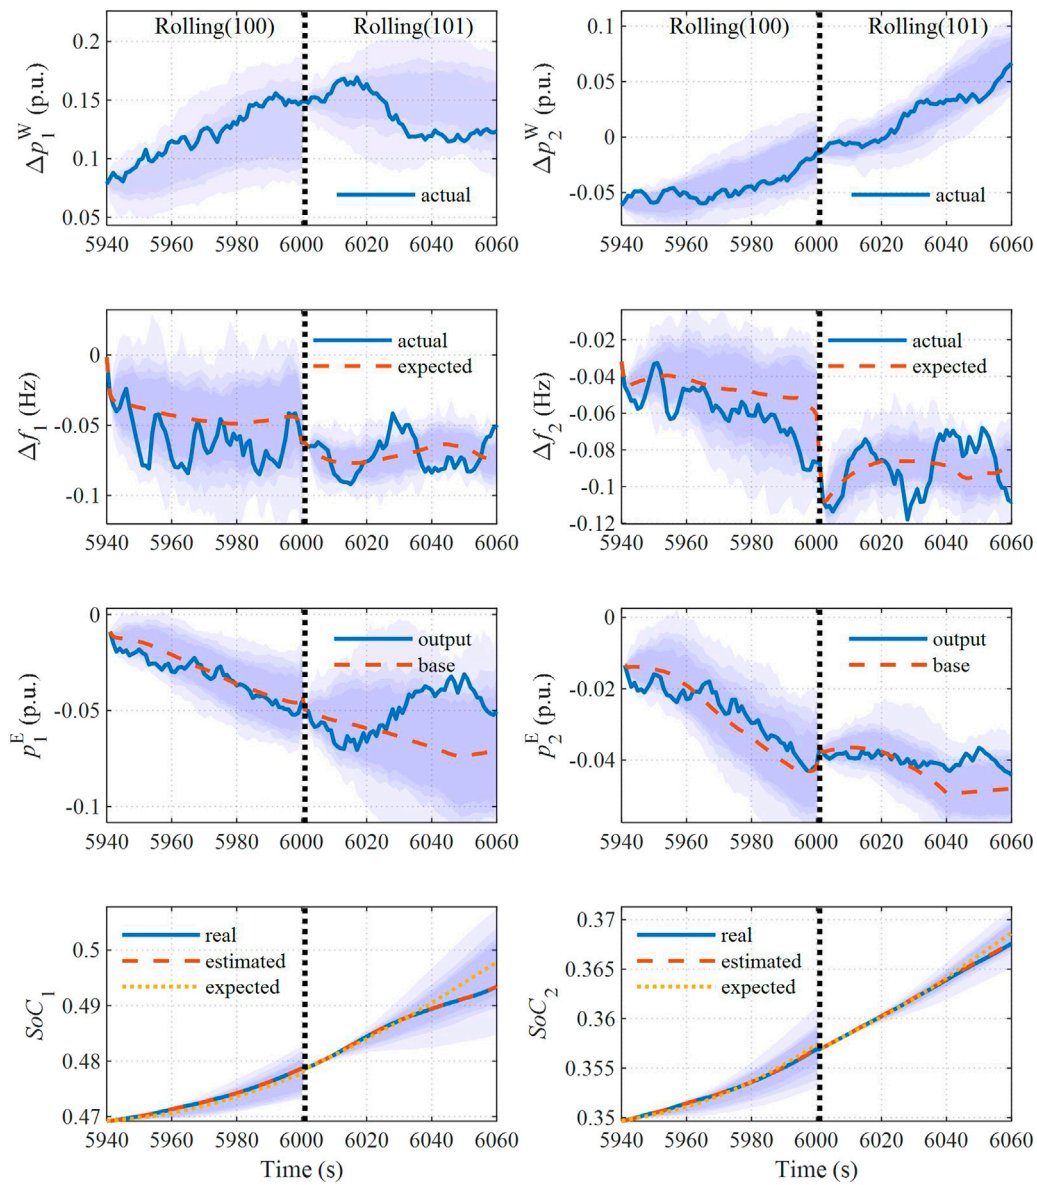 Rolling(100) Rolling(101)
0.2
0.15
0.1
0.05
Δp₁ᵂ (p.u.)
actual
5940 5960 5980 6000 6020 6040 6060
Rolling(100) Rolling(101)
0.1
0.05
0
-0.05
Δp₂ᵂ (p.u.)
actual
5940 5960 5980 6000 6020 6040 6060
0
-0.05
-0.1
Δf₁ (Hz)
actual
expected
5940 5960 5980 6000 6020 6040 6060
-0.02
-0.04
-0.06
-0.08
-0.1
-0.12
Δf₂ (Hz)
actual
expected
5940 5960 5980 6000 6020 6040 6060
0
-0.05
-0.1
p₁ᴱ (p.u.)
output
base
5940 5960 5980 6000 6020 6040 6060
0
-0.02
-0.04
p₂ᴱ (p.u.)
output
base
5940 5960 5980 6000 6020 6040 6060
0.5
0.49
0.48
0.47
SoC₁
real
estimated
expected
5940 5960 5980 6000 6020 6040 6060
Time (s)
0.37
0.365
0.36
0.355
0.35
SoC₂
real
estimated
expected
5940 5960 5980 6000 6020 6040 6060
Time (s)